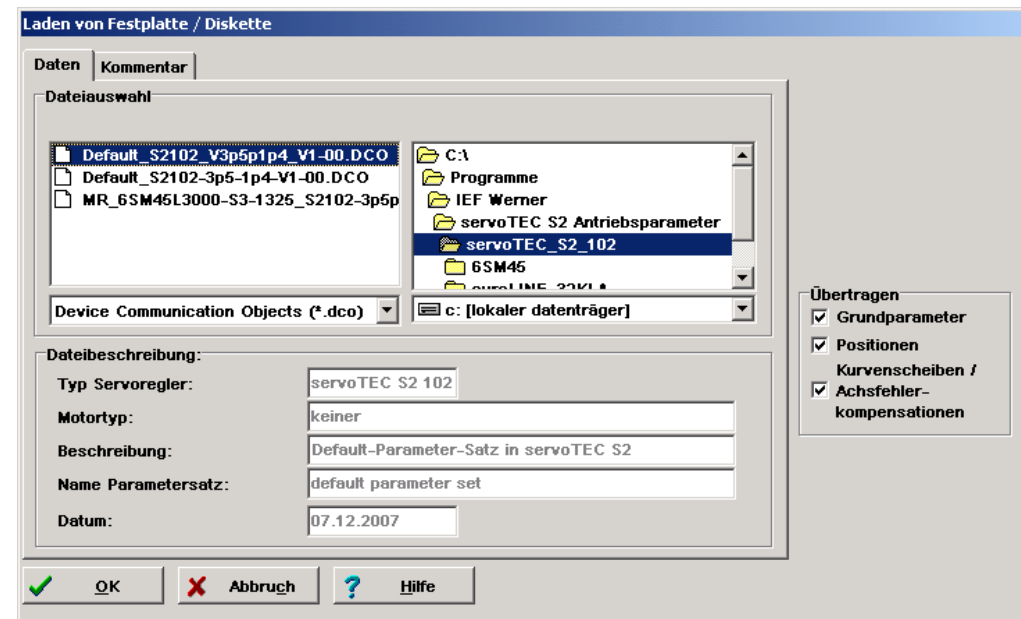 Laden von Festplatte / Diskette
Daten
Kommentar
Dateiauswahl
Default_S2102_V3p5p1p4_V1-00.DCO
Default_S2102-3p5-1p4-V1-00.DCO
MR_6SM45L3000-S3-1325_S2102-3p5p
C:\
Programme
IEF Werner
servoTEC S2 Antriebsparameter
servoTEC_S2_102
6SM45
Device Communication Objects (*.dco)
c: [lokaler datenträger]
Übertragen
Grundparameter
Positionen
Kurvenscheiben /
Achsfehler-
kompensationen
Dateibeschreibung:
Typ Servoregler:
servoTEC S2 102
Motortyp:
keiner
Beschreibung:
Default-Parameter-Satz in servoTEC S2
Name Parametersatz:
default parameter set
Datum:
07.12.2007
OK
Abbruch
Hilfe